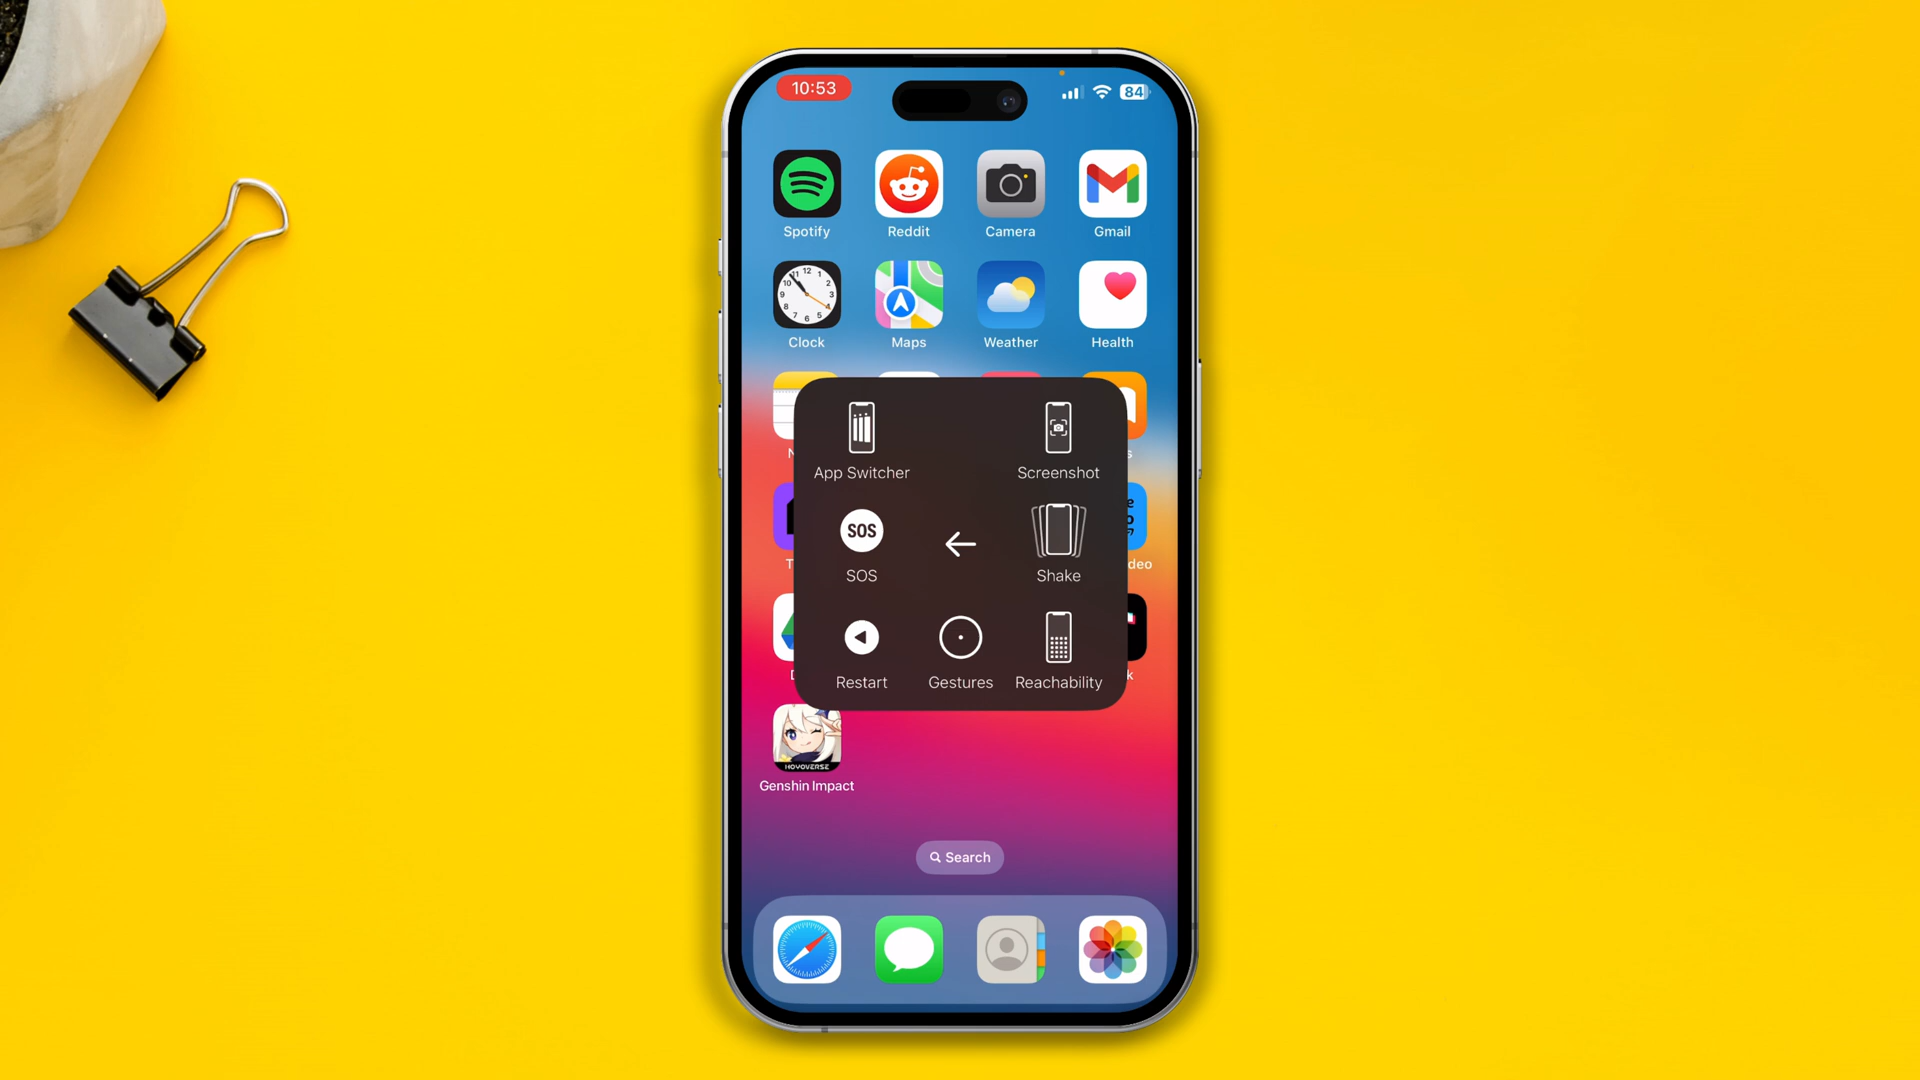 10:53
84
Spotify
Reddit
Camera
Gmail
12
Clock
Maps
Weather
Health
App Switcher
Screenshot
SOS
SOS
Shake
deo
Restart
Gestures
Reachability
HOYOVERSE
Genshin Impact
Search